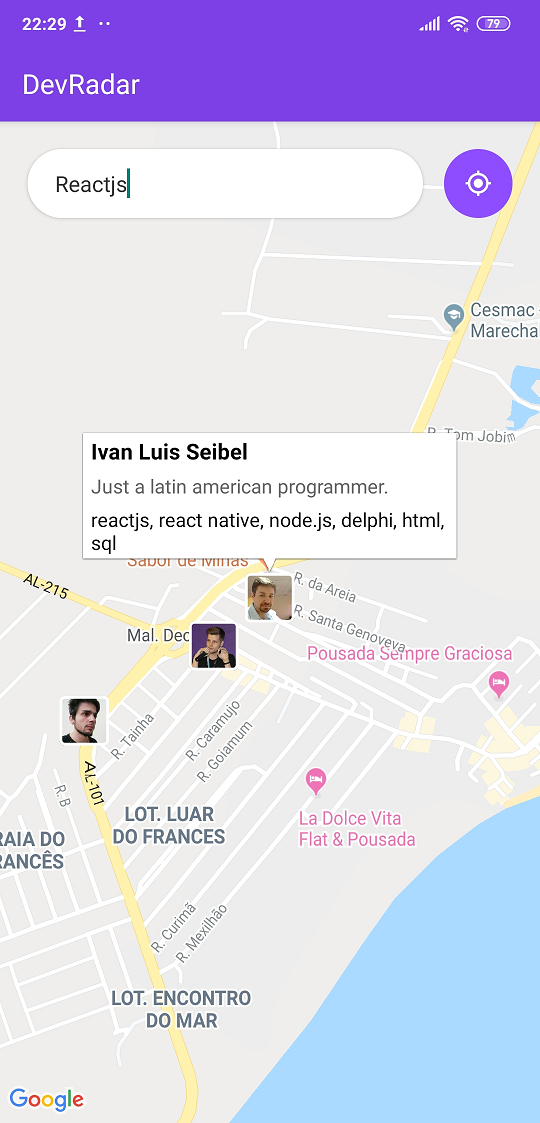 22:29
79
DevRadar
Reactjs
Cesmac -
Marecha
R. Tom Jobim
Ivan Luis Seibel
Just a latin american programmer.
reactjs, react native, node.js, delphi, html,
sql
Sabor de Minas
AL-215
R. da Areia
R. Santa Genoveva
Mal. Deo
Pousada Sempre Graciosa
R. Tainha
R. Caramujo
R. Goiamum
AL-101
R. B
LOT. LUAR
DO FRANCES
La Dolce Vita
Flat & Pousada
RAIA DO
RANCÊS
R. Curimã
R. Mexilhão
LOT. ENCONTRO
DO MAR
Google